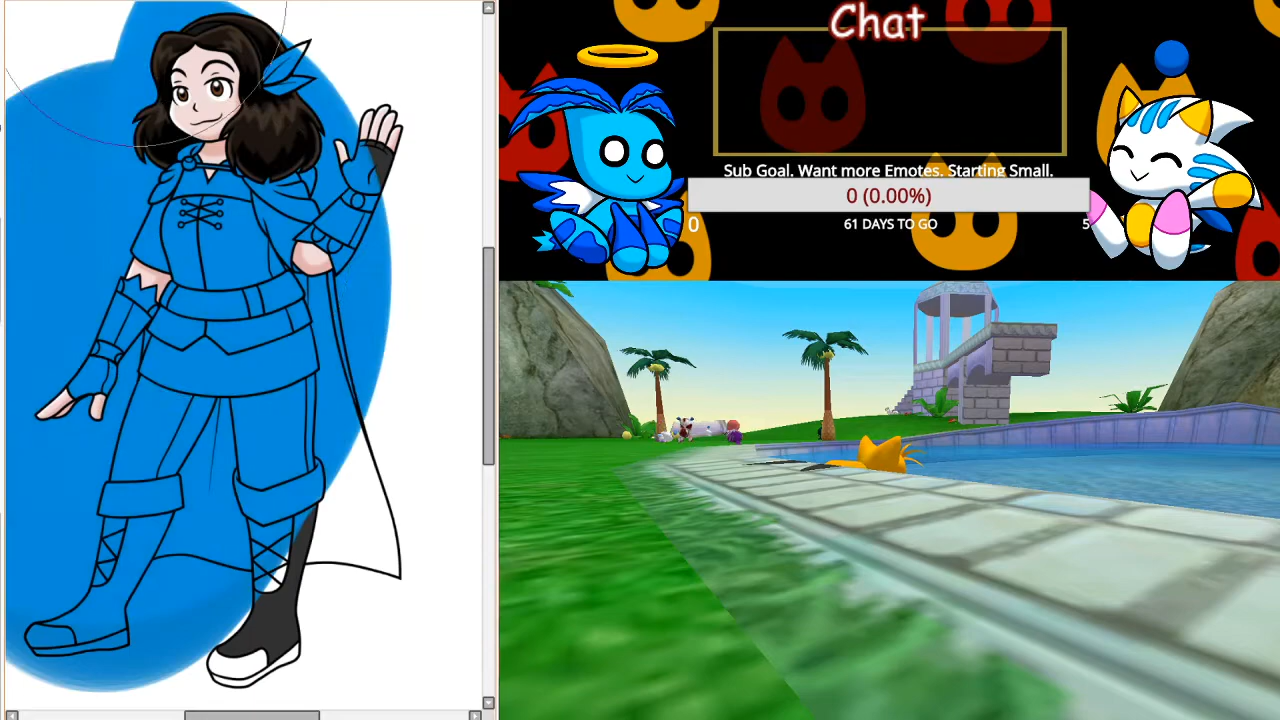 Chat
Sub Goal. Want more Emotes. Starting Small.
0 (0.00%)
0 61 DAYS TO GO 5